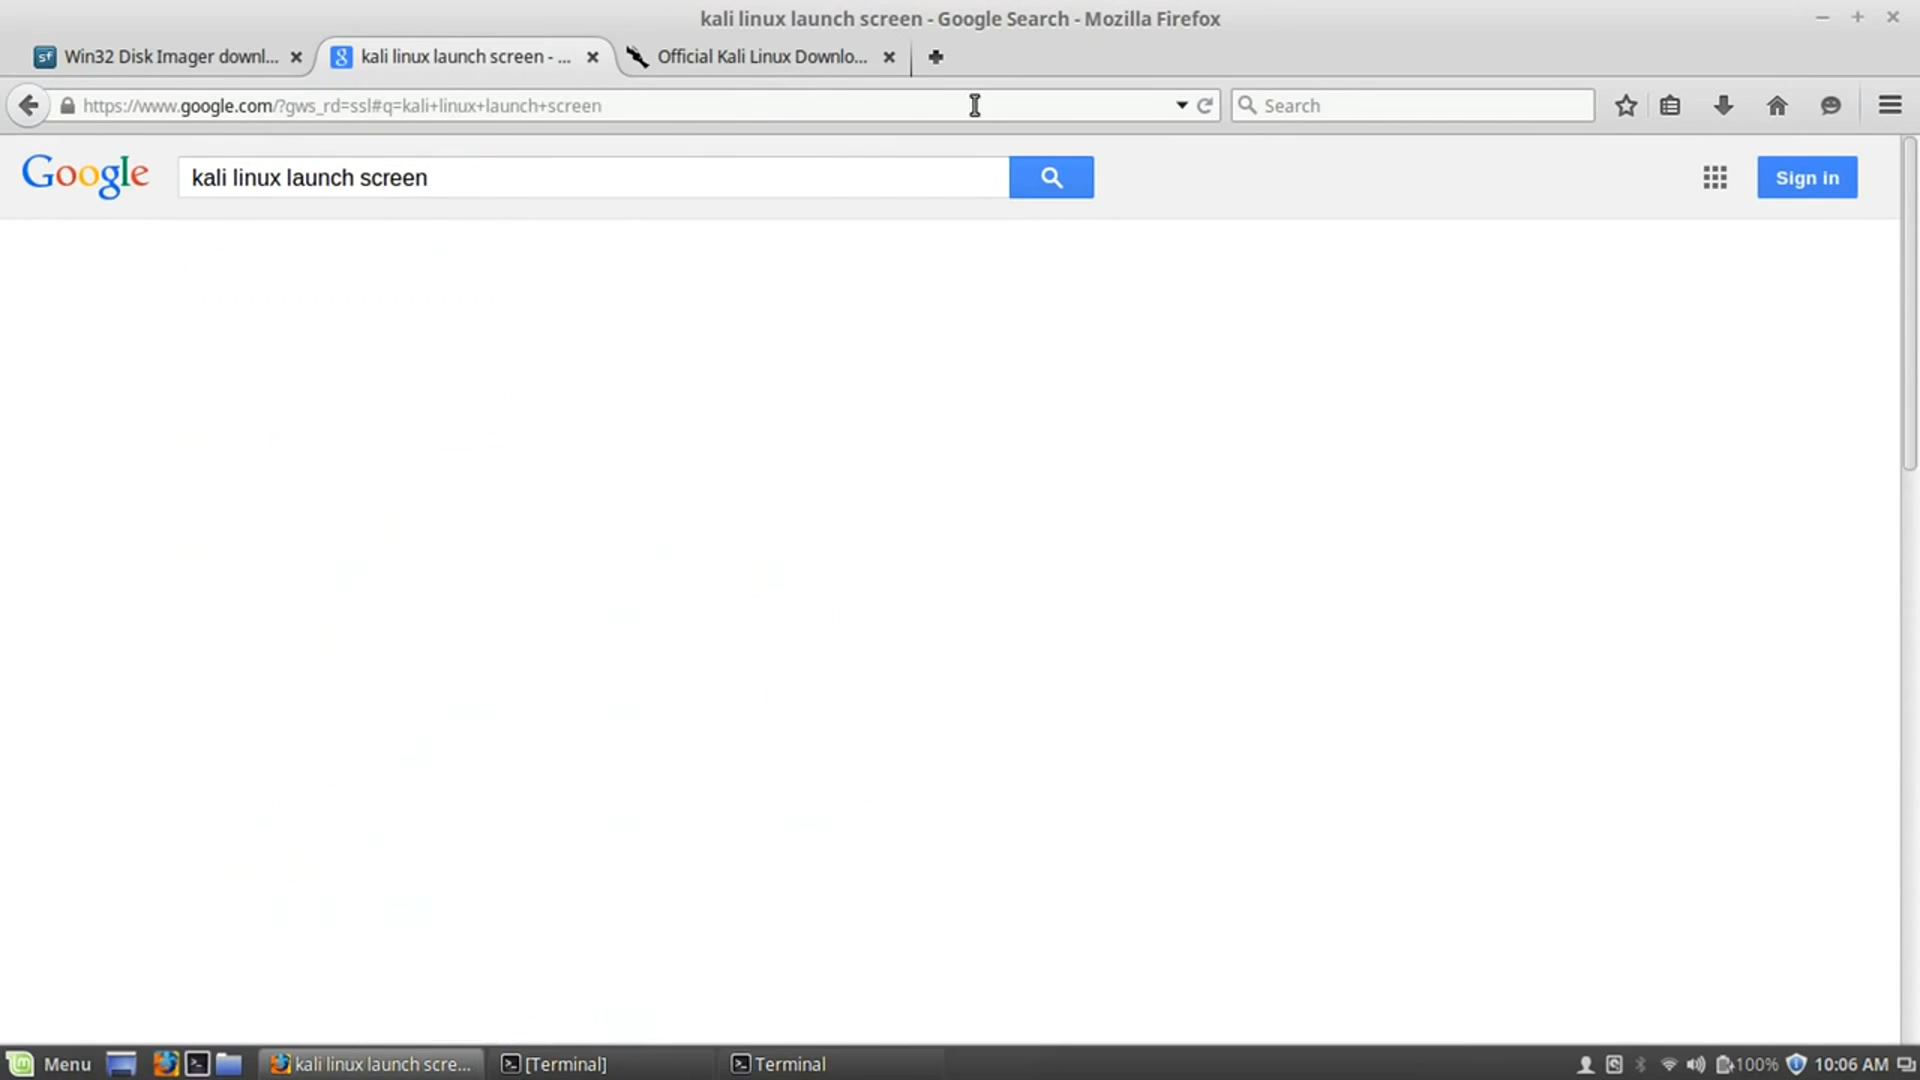 kali linux launch screen - Google Search - Mozilla Firefox
sf Win32 Disk Imager downl...
8 kali linux launch screen - ...
Official Kali Linux Downlo...
https://www.google.com/?gws_rd=ssl#q=kali+linux+launch+screen
Search
Google
kali linux launch screen
Sign in
Menu
kali linux launch scre...
[Terminal]
Terminal
100%
10:06 AM